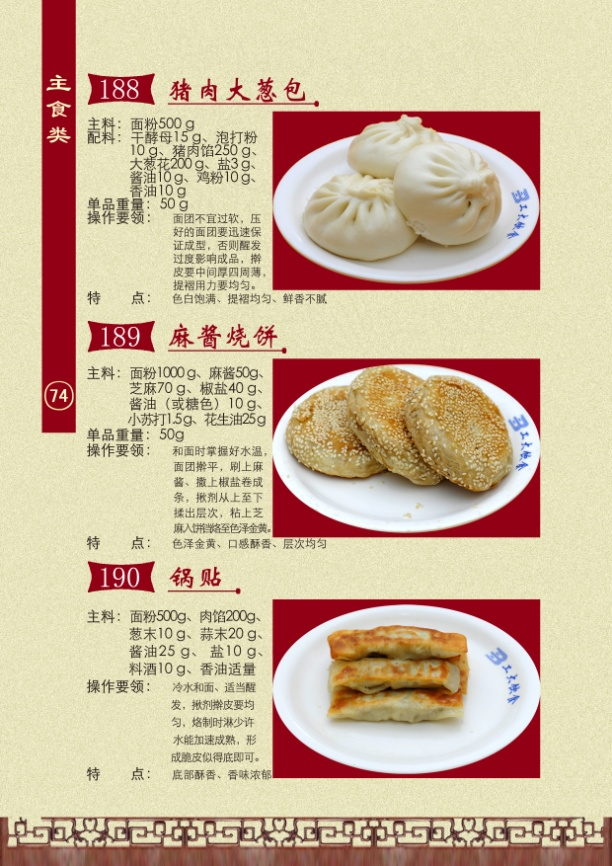 主食类
74
188 猪肉大葱包
主料：面粉500 g
配料：干酵母15 g、泡打粉
10 g、猪肉馅250 g、
大葱花200 g、盐3 g、
酱油10 g、鸡粉10 g、
香油10 g
单品重量：50 g
操作要领：面团不宜过软，压
好的面团要迅速保
证成型，否则醒发
过度影响成品，擀
皮要中间厚四周薄，
提褶用力要均匀。
特 点：色白饱满、提褶均匀、鲜香不腻
189 麻酱烧饼
主料：面粉1000 g、麻酱50g、
芝麻70 g、椒盐40 g、
酱油（或糖色）10 g、
小苏打1.5g、花生油25g
单品重量：50g
操作要领：和面时掌握好水温，
面团擀平，刷上麻
酱、撒上椒盐卷成
条，揪剂从上至下
揉出层次，粘上芝
麻入饼铛烙至色泽金黄。
特 点：色泽金黄、口感酥香、层次均匀
190 锅贴
主料：面粉500g、肉馅200g、
葱末10 g、蒜末20 g、
酱油25 g、 盐10 g、
料酒10 g、香油适量
操作要领：冷水和面、适当醒
发，揪剂擀皮要均
匀，烙制时淋少许
水能加速成熟，形
成脆皮似得底即可。
特 点：底部酥香、香味浓郁